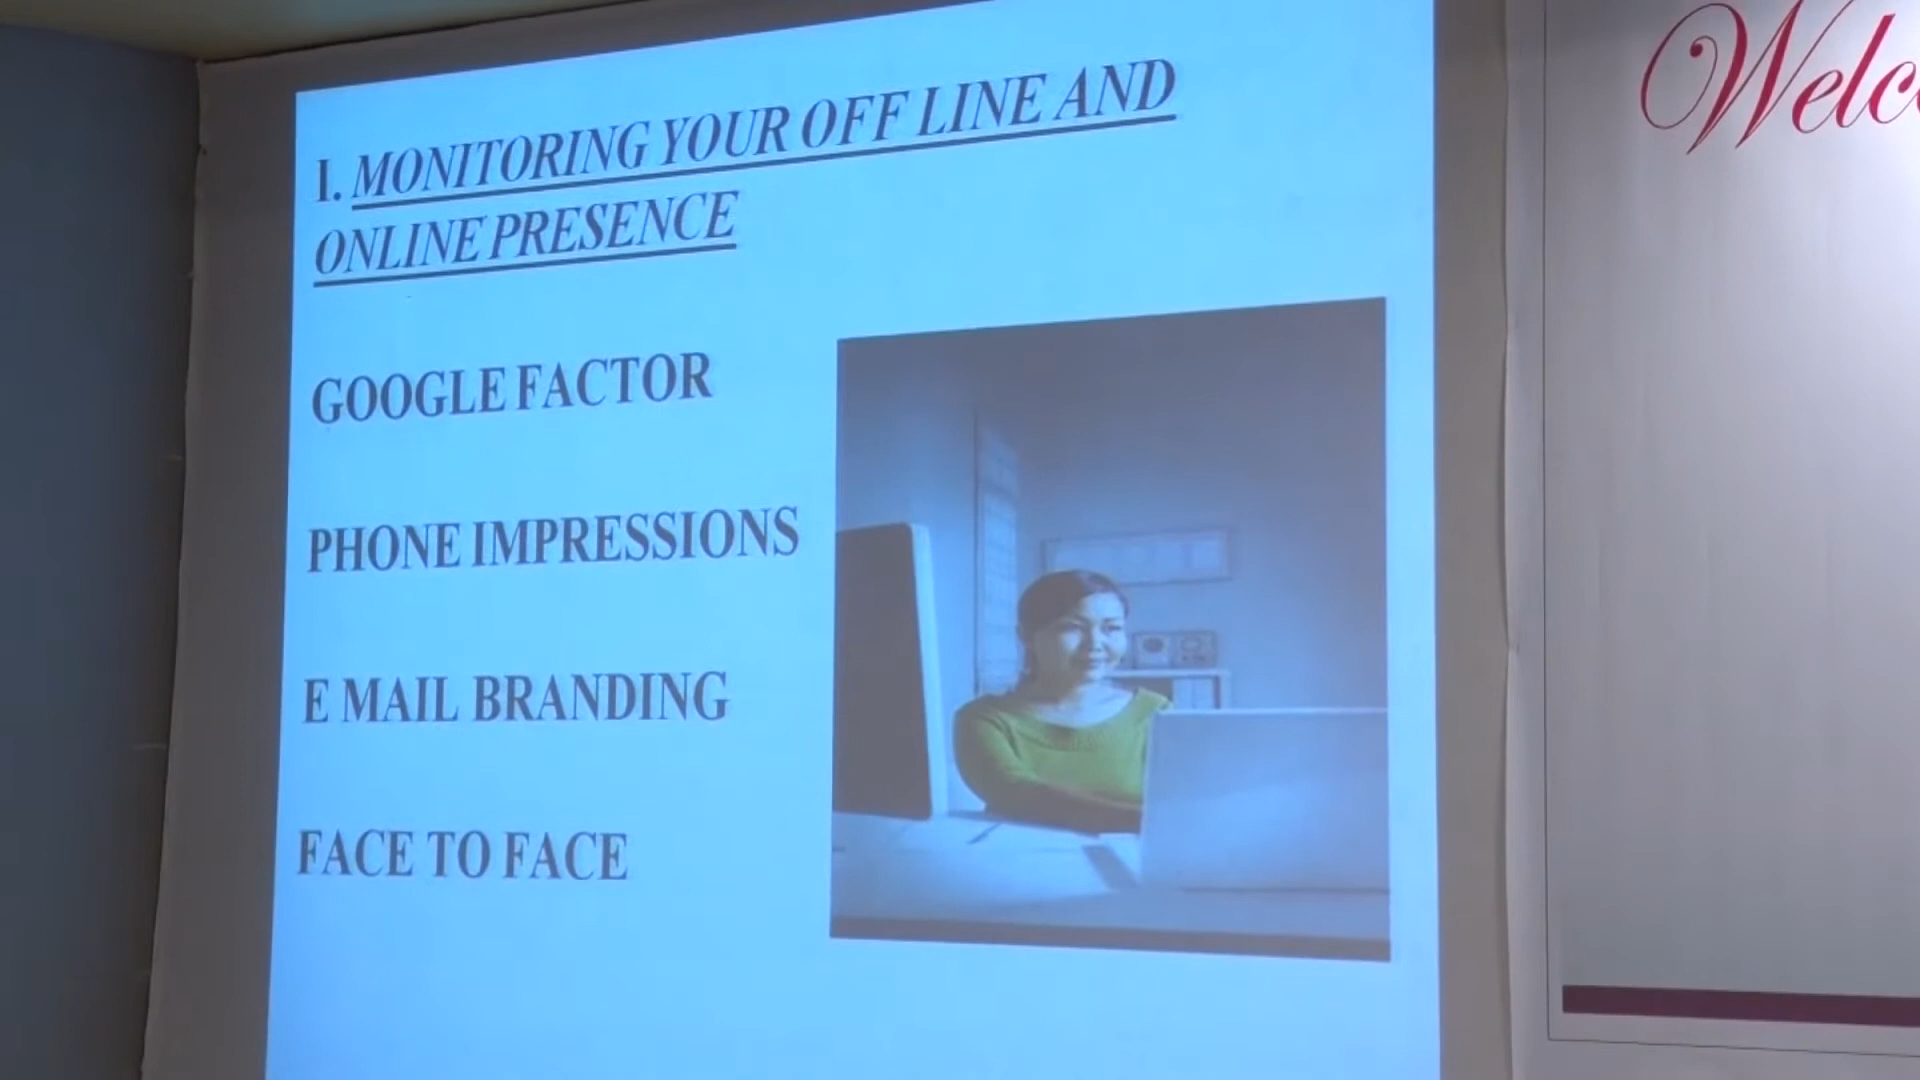 I. MONITORING YOUR OFF LINE AND
ONLINE PRESENCE
GOOGLE FACTOR
PHONE IMPRESSIONS
E MAIL BRANDING
FACE TO FACE